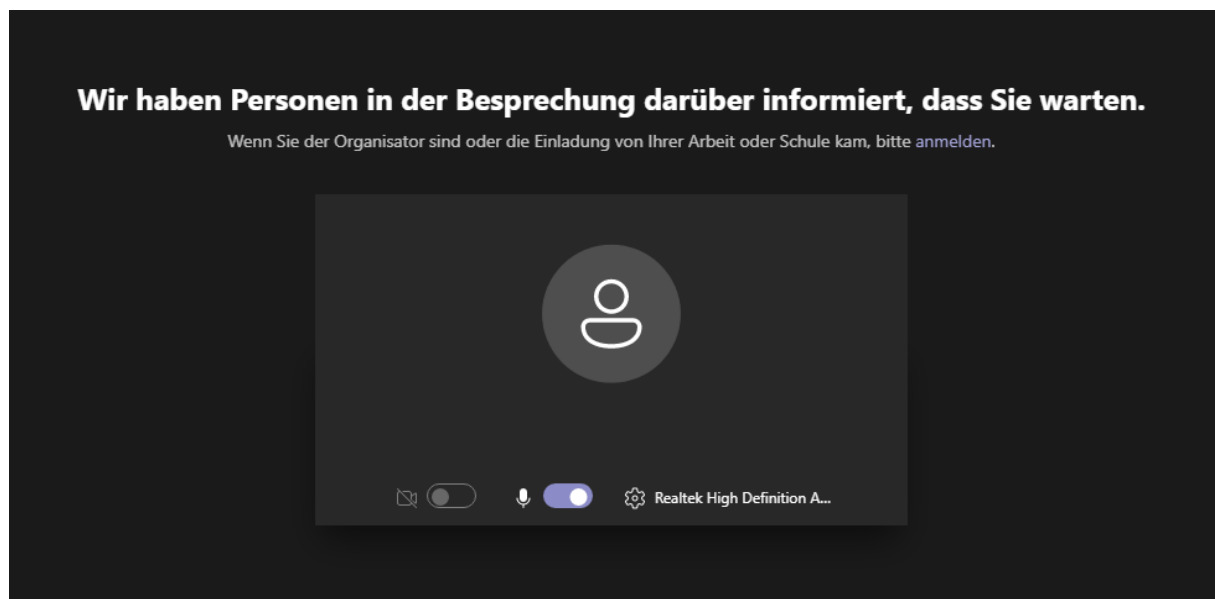 Wir haben Personen in der Besprechung darüber informiert, dass Sie warten.
Wenn Sie der Organisator sind oder die Einladung von Ihrer Arbeit oder Schule kam, bitte anmelden.
Realtek High Definition A...